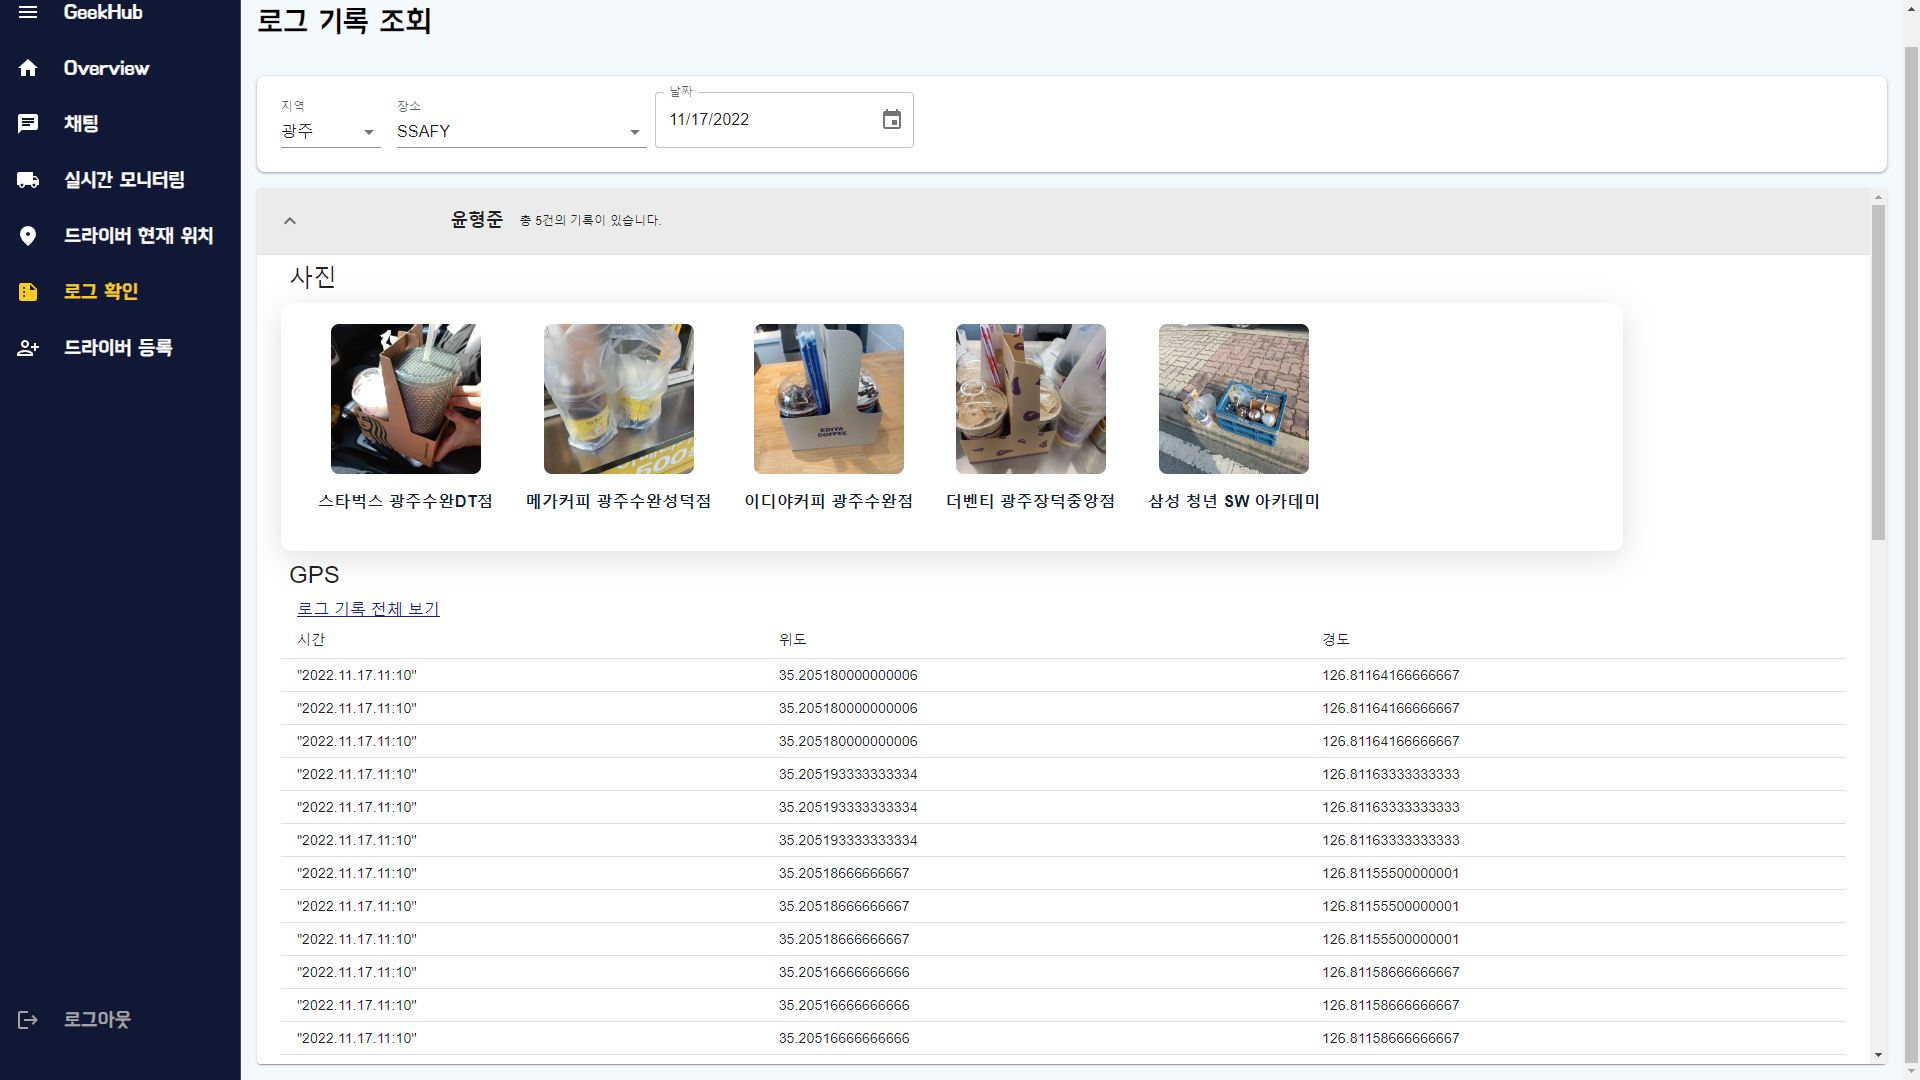 GeekHub
Overview
채팅
실시간 모니터링
드라이버 현재 위치
로그 확인
드라이버 등록
로그아웃
로그 기록 조회
지역
광주
장소
SSAFY
날짜
11/17/2022
윤형준 총 5건의 기록이 있습니다.
사진
EDIYA
COFFEE
스타벅스 광주수완DT점
메가커피 광주수완성덕점
이디야커피 광주수완점
더벤티 광주장덕중앙점
삼성 청년 SW 아카데미
GPS
로그 기록 전체 보기
시간 위도 경도
"2022.11.17.11:10" 35.205180000000006 126.81164166666667
"2022.11.17.11:10" 35.205180000000006 126.81164166666667
"2022.11.17.11:10" 35.205180000000006 126.81164166666667
"2022.11.17.11:10" 35.205193333333334 126.81163333333333
"2022.11.17.11:10" 35.205193333333334 126.81163333333333
"2022.11.17.11:10" 35.205193333333334 126.81163333333333
"2022.11.17.11:10" 35.20518666666667 126.81155500000001
"2022.11.17.11:10" 35.20518666666667 126.81155500000001
"2022.11.17.11:10" 35.20518666666667 126.81155500000001
"2022.11.17.11:10" 35.20516666666666 126.81158666666667
"2022.11.17.11:10" 35.20516666666666 126.81158666666667
"2022.11.17.11:10" 35.20516666666666 126.81158666666667